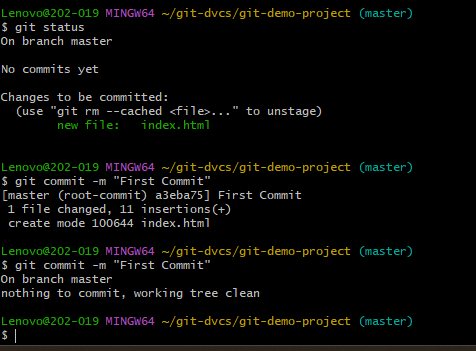 Lenovo@202-019 MINGW64 ~/git-dvcs/git-demo-project (master)
$ git status
On branch master

No commits yet

Changes to be committed:
  (use "git rm --cached <file>..." to unstage)
        new file:   index.html

Lenovo@202-019 MINGW64 ~/git-dvcs/git-demo-project (master)
$ git commit -m "First Commit"
[master (root-commit) a3eba75] First Commit
 1 file changed, 11 insertions(+)
 create mode 100644 index.html

Lenovo@202-019 MINGW64 ~/git-dvcs/git-demo-project (master)
$ git commit -m "First Commit"
On branch master
nothing to commit, working tree clean

Lenovo@202-019 MINGW64 ~/git-dvcs/git-demo-project (master)
$